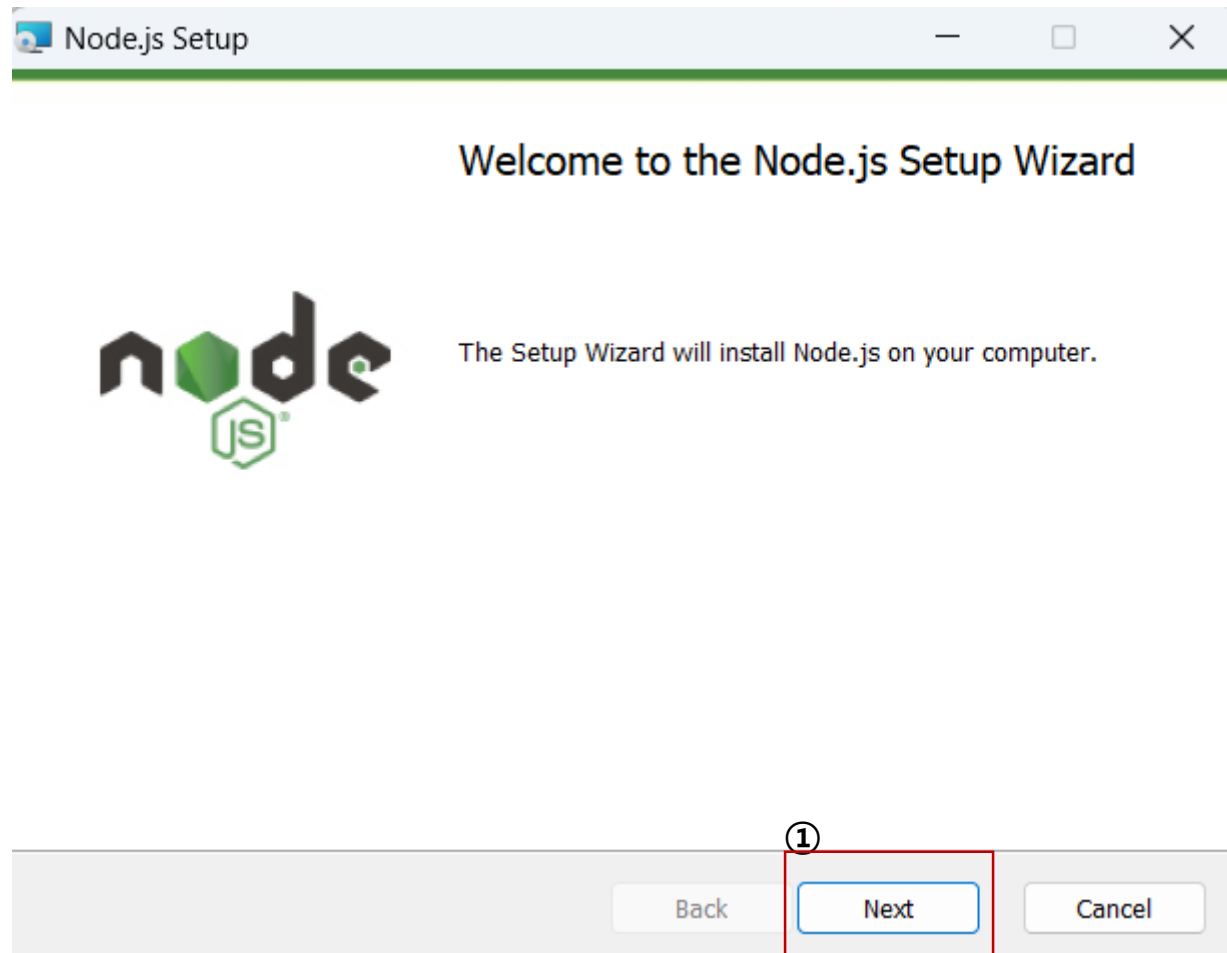 Node.js Setup
Welcome to the Node.js Setup Wizard
node
JS®
The Setup Wizard will install Node.js on your computer.
①
Back Next Cancel